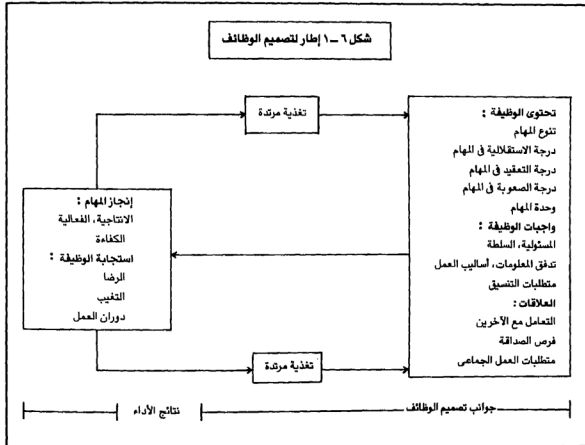 شكل ٦ – ١ إطار لتصميم الوظائف
تغذية مرتدة
تحتوى الوظيفة :
تنوع المهام
درجة الاستقلالية فى المهام
درجة التعقيد فى المهام
درجة الصعوبة فى المهام
وحدة المهام
واجبات الوظيفة :
المسئولية، السلطة
تدفق المعلومات، أساليب العمل
متطلبات التنسيق
العلاقات :
التعامل مع الآخرين
فرص الصداقة
متطلبات العمل الجماعى
إنجاز المهام :
الانتاجية، الفعالية
الكفاءة
استجابة الوظيفة :
الرضا
التغيب
دوران العمل
تغذية مرتدة
جوانب تصميم الوظائف
نتائج الأداء